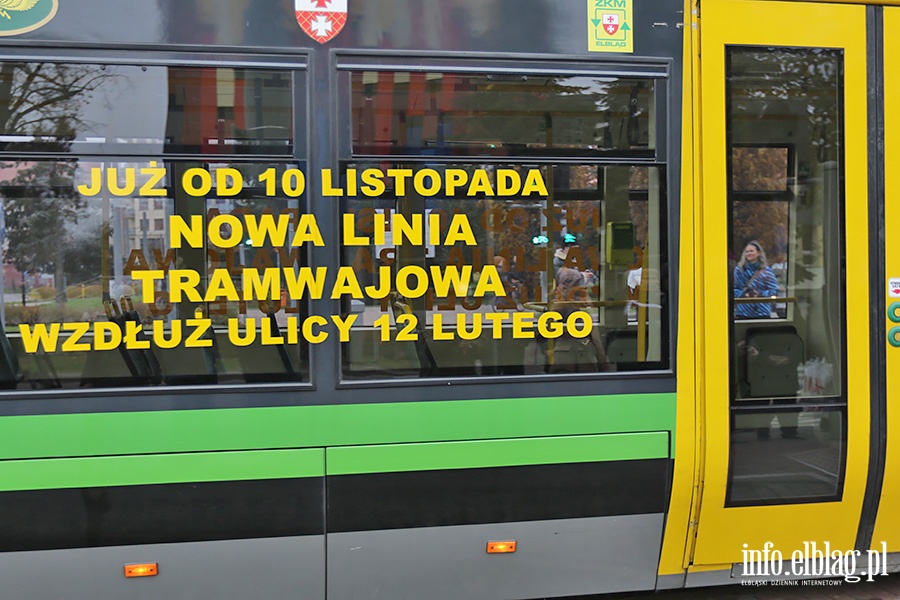 ZKM
ELBLĄG
JUŻ OD 10 LISTOPADA
NOWA LINIA
TRAMWAJOWA
WZDŁUŻ ULICY 12 LUTEGO
info.elblag.pl
ELBLĄSKI DZIENNIK INTERNETOWY